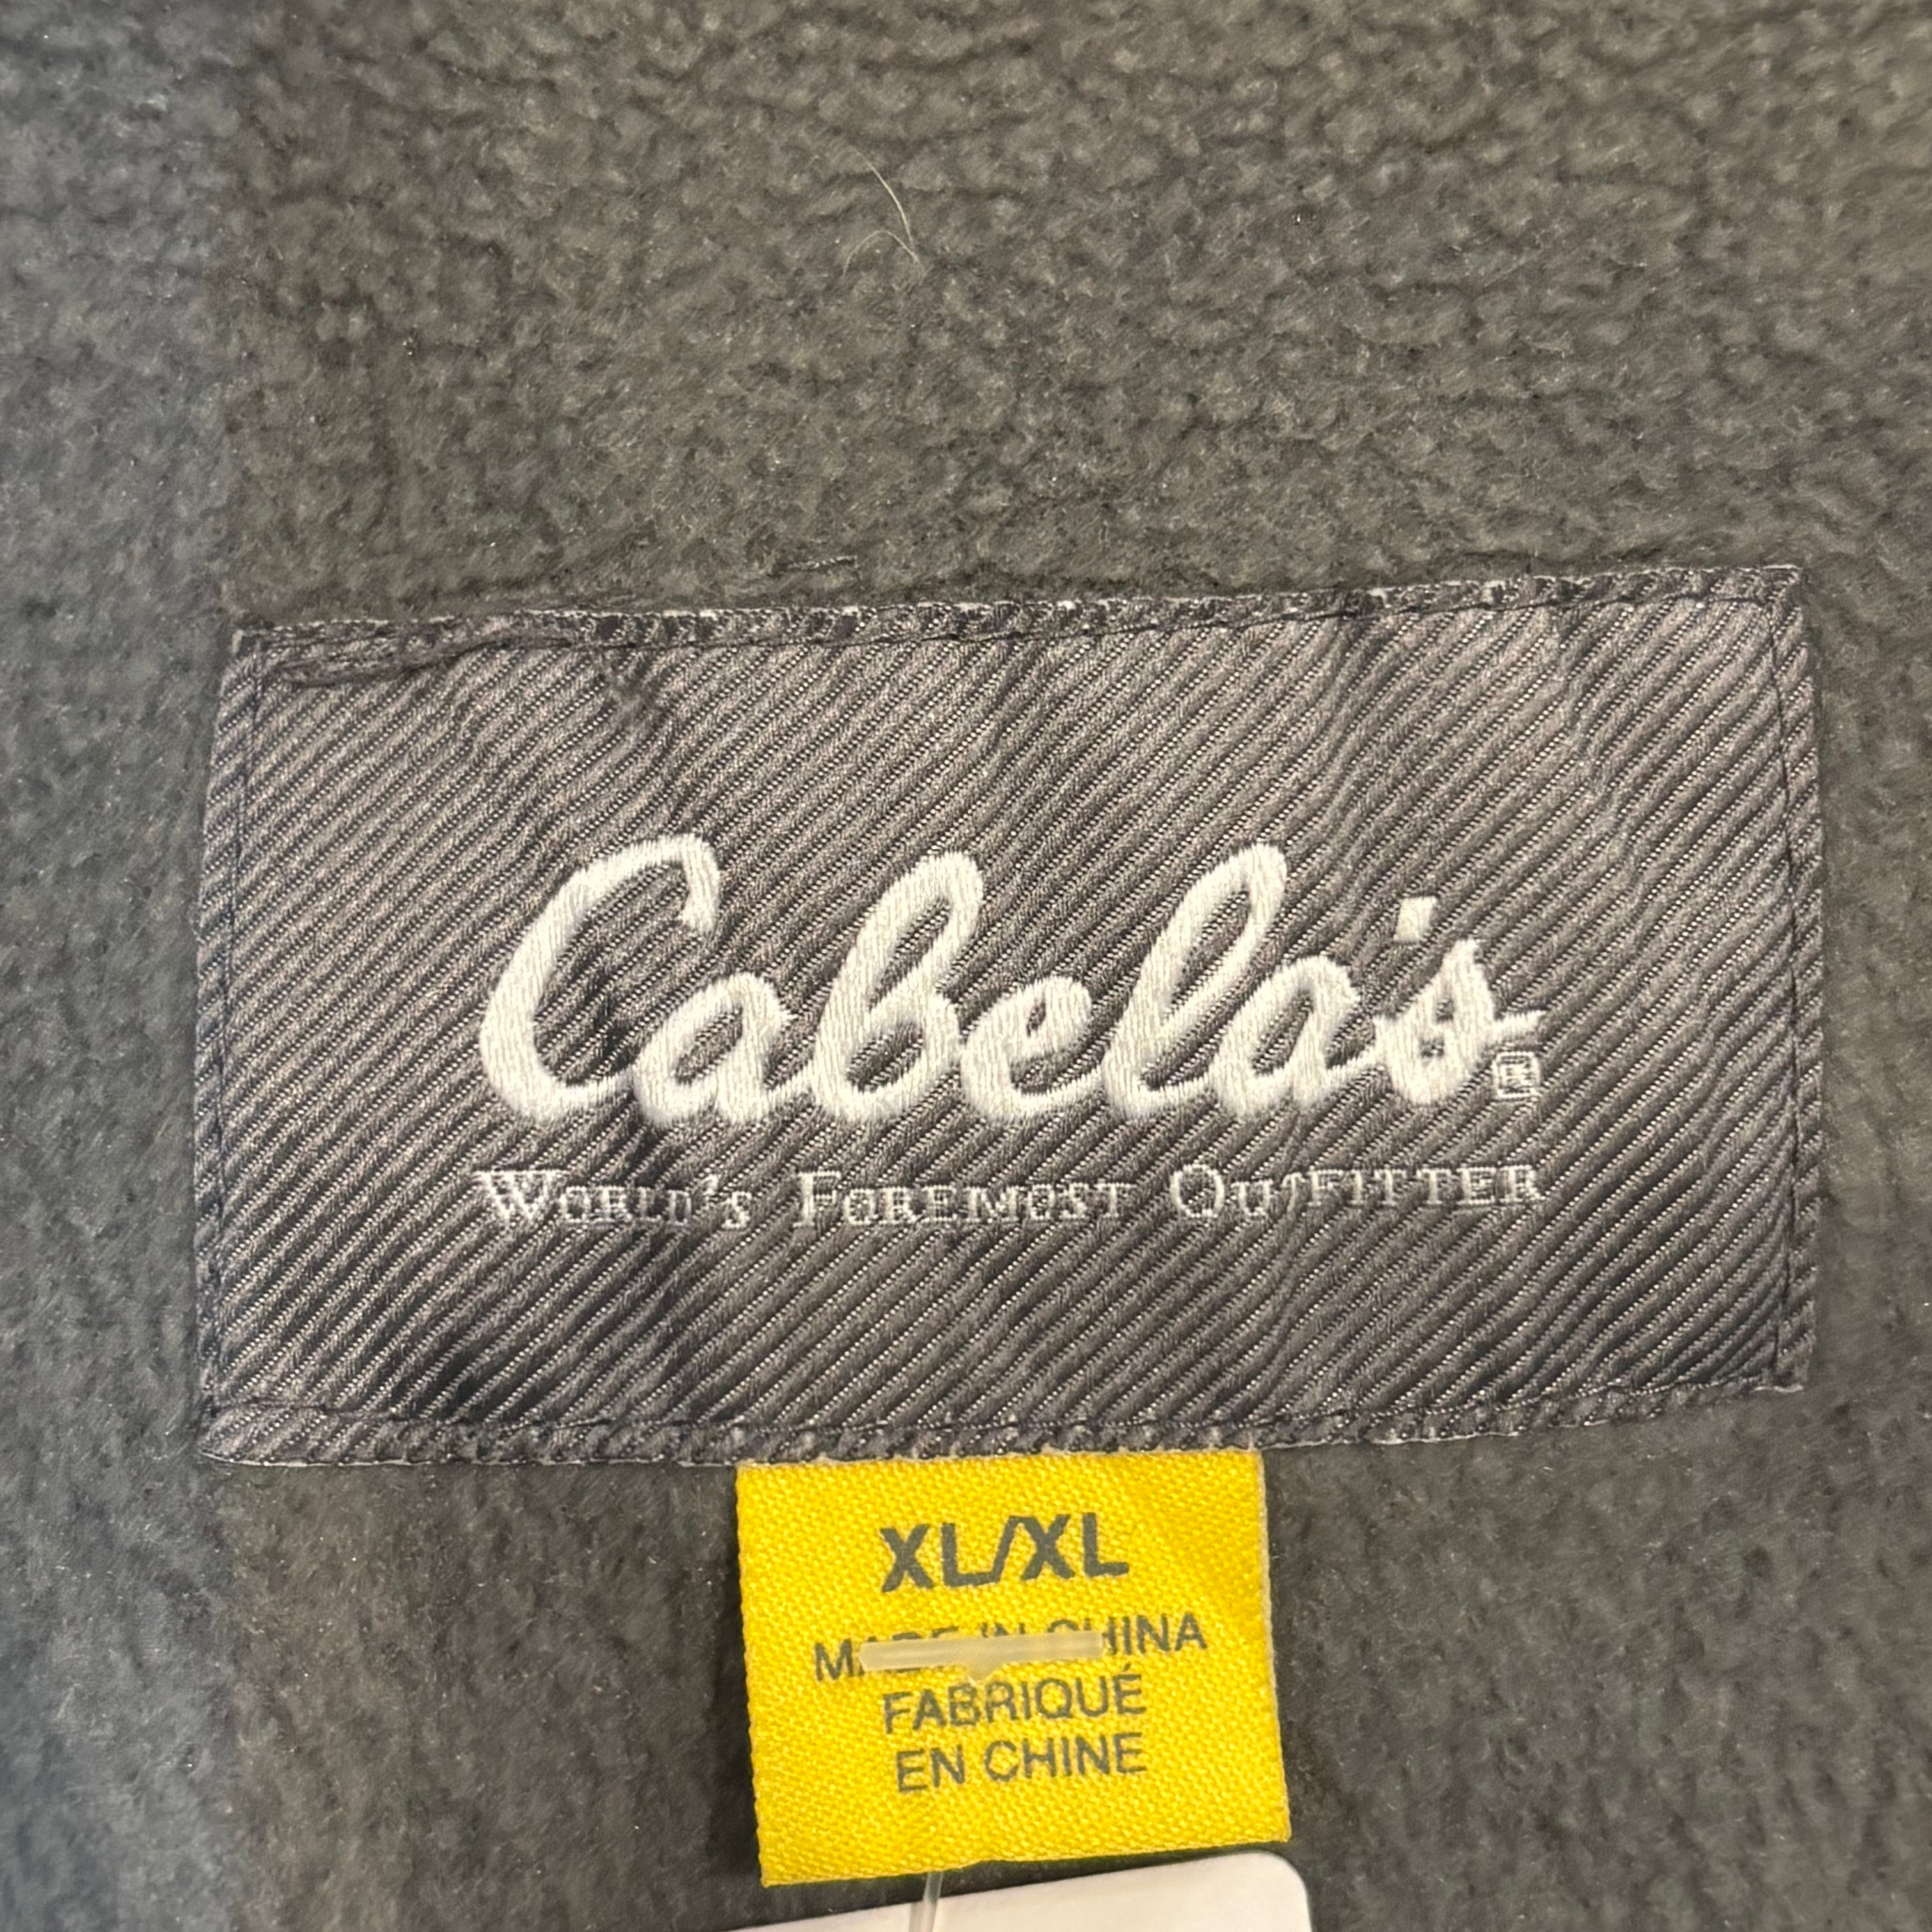 Cabela's®
WORLD'S FOREMOST OUTFITTER
XL/XL
MADE IN CHINA
FABRIQUÉ
EN CHINE